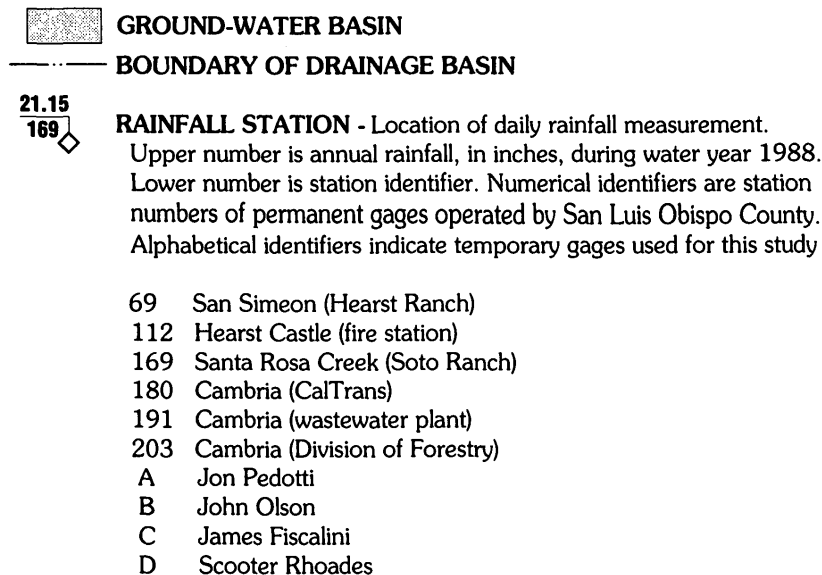 GROUND-WATER BASIN
BOUNDARY OF DRAINAGE BASIN
21.15
169
RAINFALL STATION - Location of daily rainfall measurement.
Upper number is annual rainfall, in inches, during water year 1988.
Lower number is station identifier. Numerical identifiers are station
numbers of permanent gages operated by San Luis Obispo County.
Alphabetical identifiers indicate temporary gages used for this study
69 San Simeon (Hearst Ranch)
112 Hearst Castle (fire station)
169 Santa Rosa Creek (Soto Ranch)
180 Cambria (CalTrans)
191 Cambria (wastewater plant)
203 Cambria (Division of Forestry)
A Jon Pedotti
B John Olson
C James Fiscalini
D Scooter Rhoades